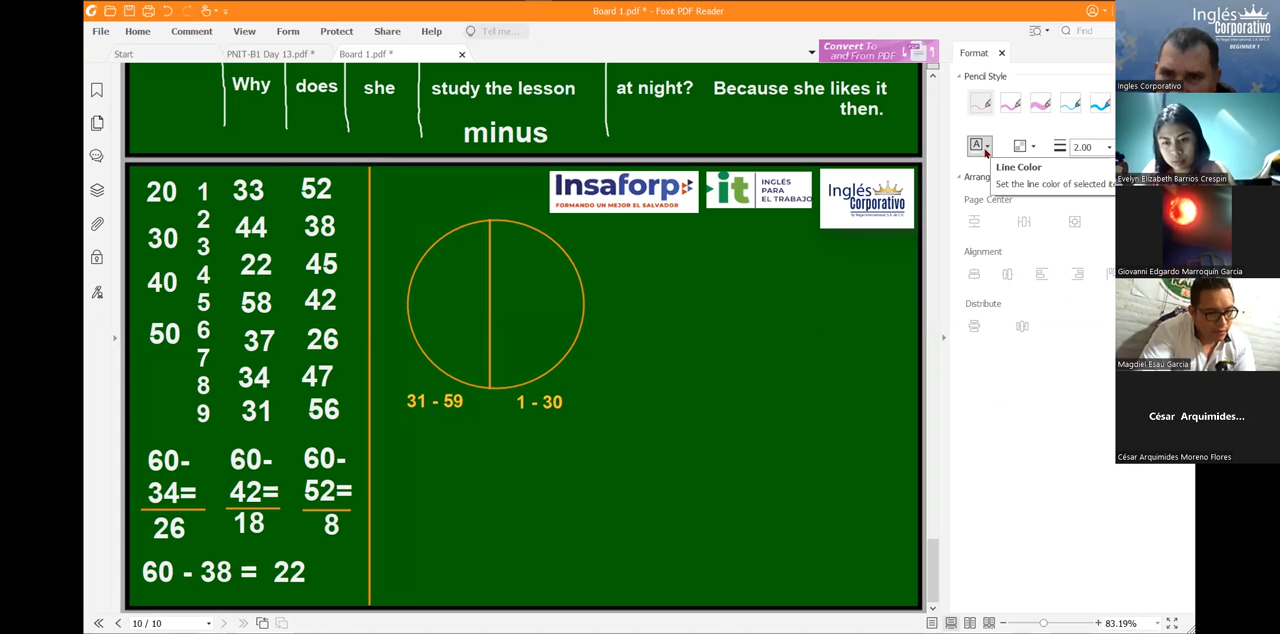 Board 1.pdf * - Foxit PDF Reader
File Home Comment View Form Protect Share Help Tell me... Find
Start PNIT-B1 Day 13.pdf * Board 1.pdf *
Convert To and From PDF
Why does she study the lesson at night? Because she likes it then.
minus
20 30 40 50
1 2 3 4 5 6 7 8 9
33 44 22 58 37 34 31
52 38 45 42 26 47 56
60- 34= 26
60- 42= 18
60- 52= 8
60 - 38 = 22
31 - 59 1 - 30
Insaforp
FORMANDO UN MEJOR EL SALVADOR
it INGLÉS PARA EL TRABAJO
Inglés Corporativo
Format
Pencil Style
2.00
Line Color
Set the line color of selected
Arrang
Page Center
Alignment
Distribute
10 / 10
83.19%
Inglés Corporativo
BEGINNER 1
Ingles Corporativo
Evelyn Elizabeth Barrios Crespin
Giovanni Edgardo Marroquín Garcia
Magdiel Esaú Garcia
César Arquimides...
César Arquimides Moreno Flores